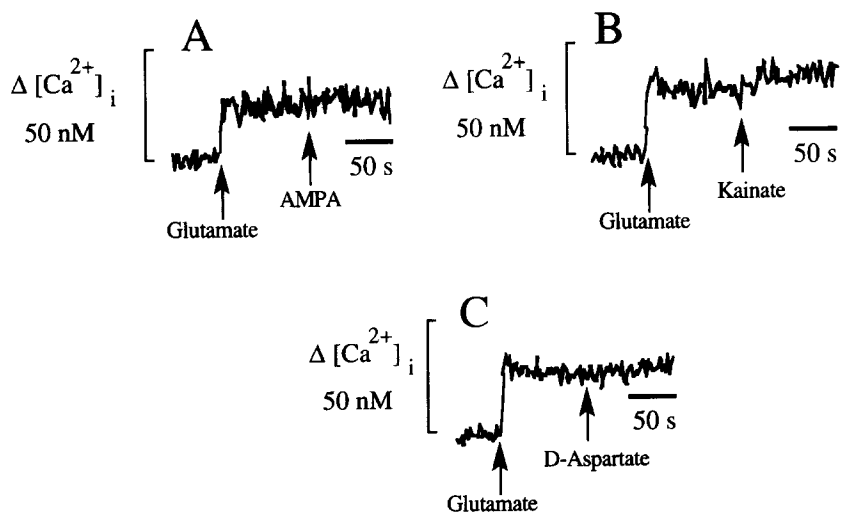 A
Δ [Ca2+]i
50 nM
50 s
AMPA
Glutamate
B
Δ [Ca2+]i
50 nM
50 s
Kainate
Glutamate
C
Δ [Ca2+]i
50 nM
50 s
D-Aspartate
Glutamate